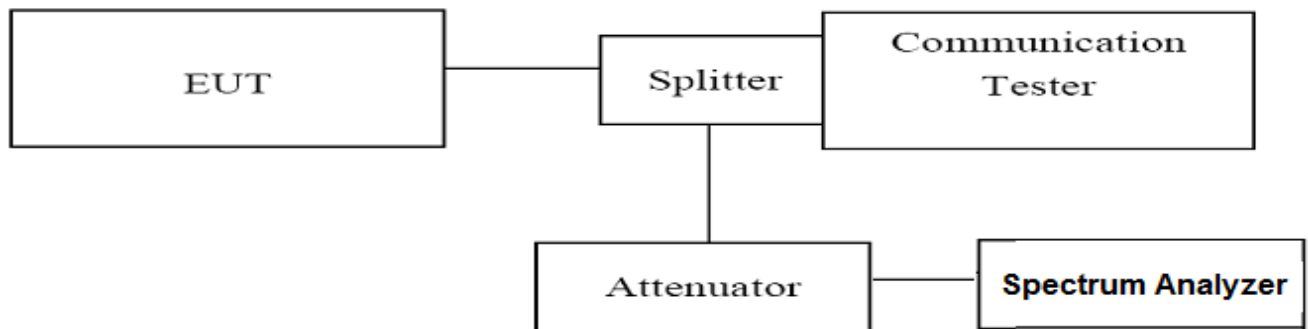 EUT
Splitter
Communication
Tester
Attenuator
Spectrum Analyzer